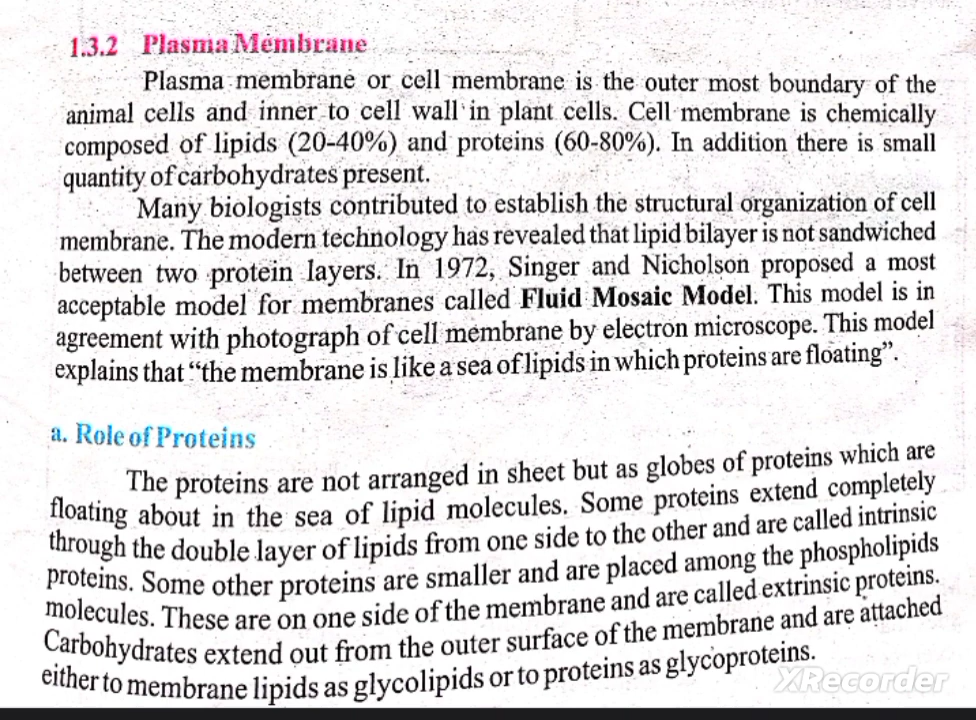 1.3.2 Plasma Membrane
Plasma membrane or cell membrane is the outer most boundary of the
animal cells and inner to cell wall in plant cells. Cell membrane is chemically
composed of lipids (20-40%) and proteins (60-80%). In addition there is small
quantity of carbohydrates present.
Many biologists contributed to establish the structural organization of cell
membrane. The modern technology has revealed that lipid bilayer is not sandwiched
between two protein layers. In 1972, Singer and Nicholson proposed a most
acceptable model for membranes called Fluid Mosaic Model. This model is in
agreement with photograph of cell membrane by electron microscope. This model
explains that “the membrane is like a sea of lipids in which proteins are floating”.
a. Role of Proteins
The proteins are not arranged in sheet but as globes of proteins which are
floating about in the sea of lipid molecules. Some proteins extend completely
through the double layer of lipids from one side to the other and are called intrinsic
proteins. Some other proteins are smaller and are placed among the phospholipids
molecules. These are on one side of the membrane and are called extrinsic proteins.
Carbohydrates extend out from the outer surface of the membrane and are attached
either to membrane lipids as glycolipids or to proteins as glycoproteins.
XRecorder